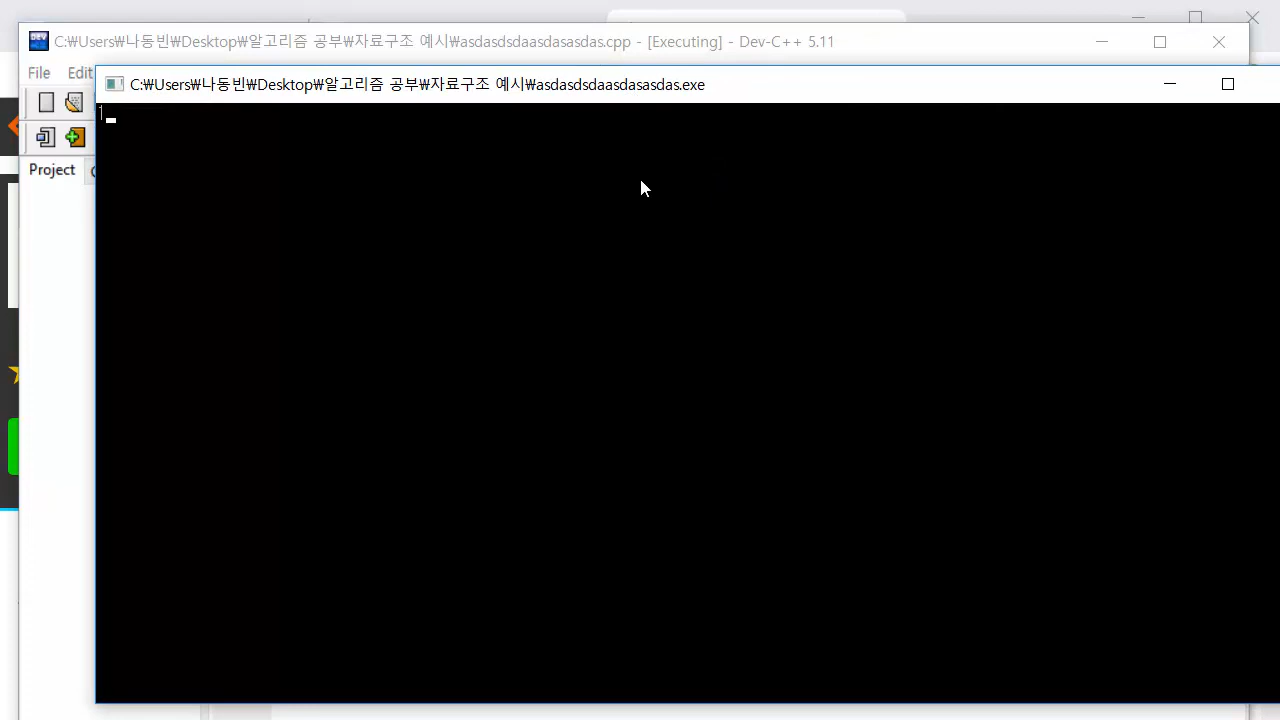 C:₩Users₩나동빈₩Desktop₩알고리즘 공부₩자료구조 예시₩asdasdsdaasdasasdas.cpp - [Executing] - Dev-C++ 5.11
File Edit
C:₩Users₩나동빈₩Desktop₩알고리즘 공부₩자료구조 예시₩asdasdsdaasdasasdas.exe
1
Project